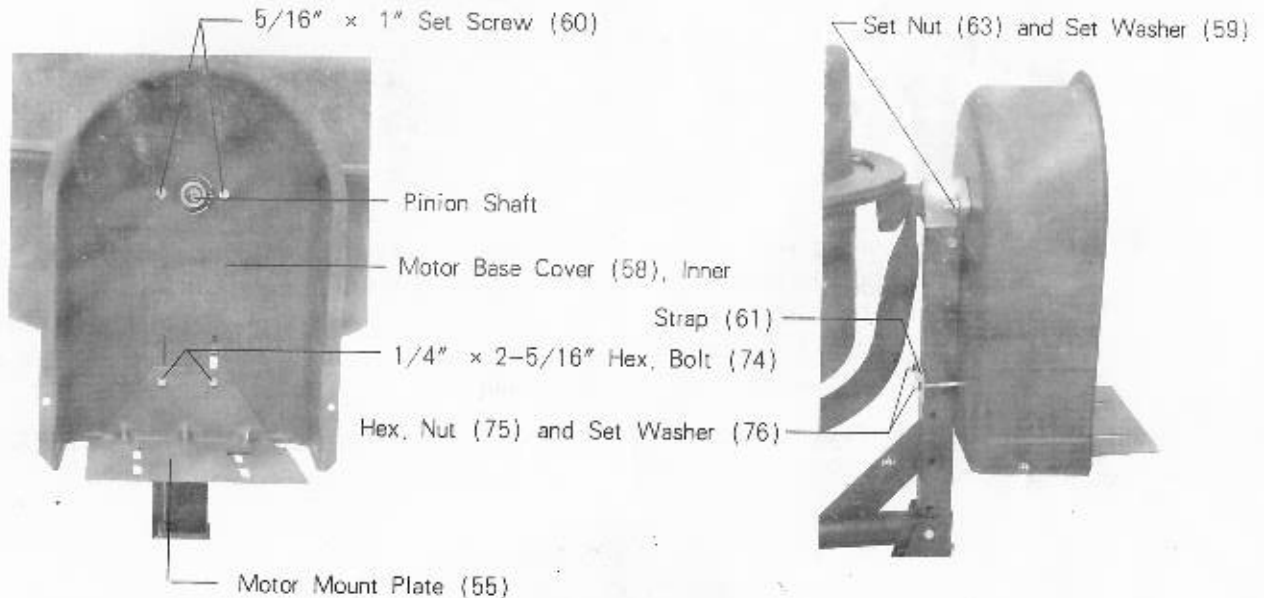 5/16" × 1" Set Screw (60)
Set Nut (63) and Set Washer (59)
Pinion Shaft
Motor Base Cover (58), Inner
Strap (61)
1/4" × 2-5/16" Hex. Bolt (74)
Hex. Nut (75) and Set Washer (76)
Motor Mount Plate (55)